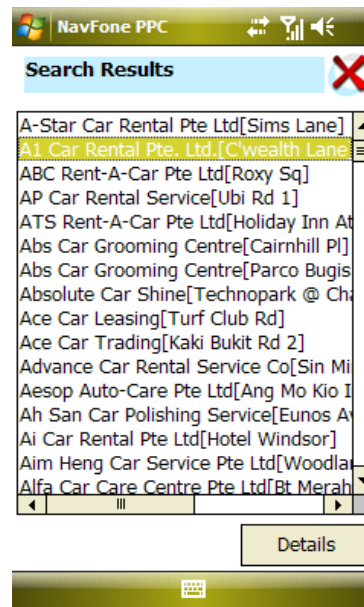 NavFone PPC
Search Results
A-Star Car Rental Pte Ltd[Sims Lane]
A1 Car Rental Pte. Ltd.[C'wealth Lane
ABC Rent-A-Car Pte Ltd[Roxy Sq]
AP Car Rental Service[Ubi Rd 1]
ATS Rent-A-Car Pte Ltd[Holiday Inn At
Abs Car Grooming Centre[Cairnhill Pl]
Abs Car Grooming Centre[Parco Bugis
Absolute Car Shine[Technopark @ Cha
Ace Car Leasing[Turf Club Rd]
Ace Car Trading[Kaki Bukit Rd 2]
Advance Car Rental Service Co[Sin Mi
Aesop Auto-Care Pte Ltd[Ang Mo Kio I
Ah San Car Polishing Service[Eunos Av
Ai Car Rental Pte Ltd[Hotel Windsor]
Aim Heng Car Service Pte Ltd[Woodlan
Alfa Car Care Centre Pte Ltd[Bt Merah
Details